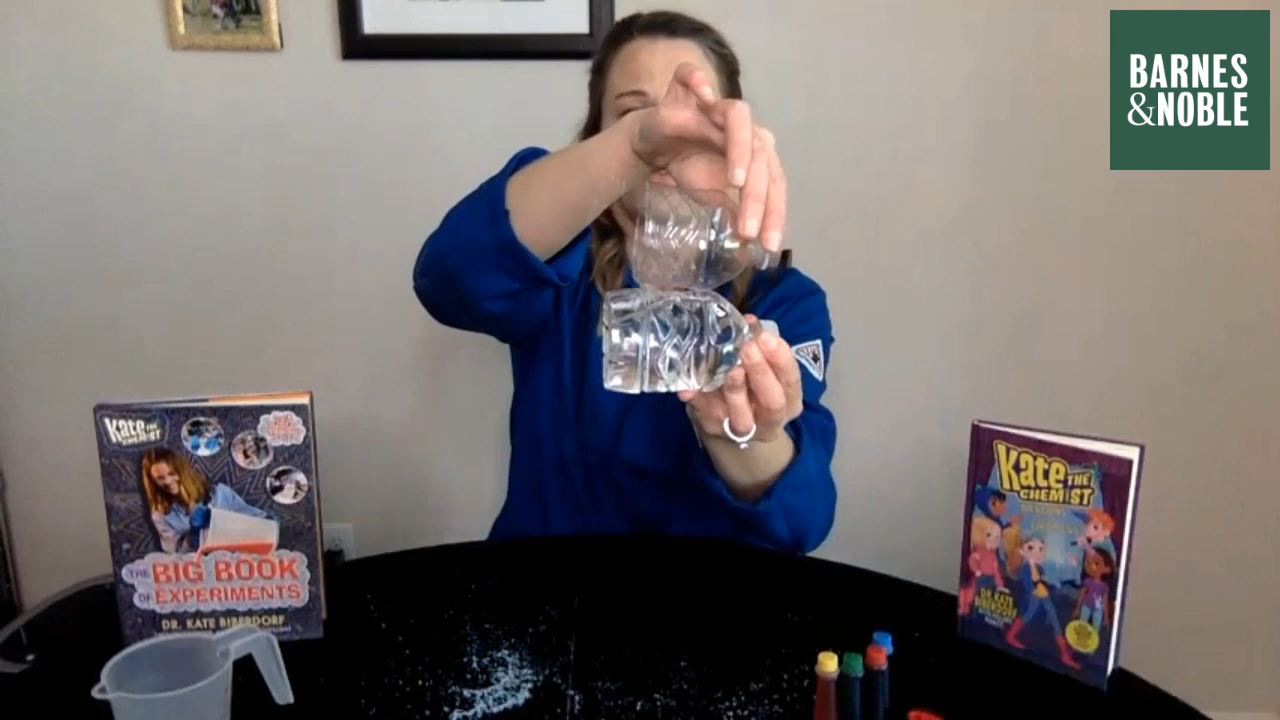 BARNES
&NOBLE
Kate THE
CHEMIST
THE BIG BOOK
OF EXPERIMENTS
DR. KATE BIBERDORF
Kate THE
CHEMIST
DRAGONS
DR. KATE
BIBERDORF